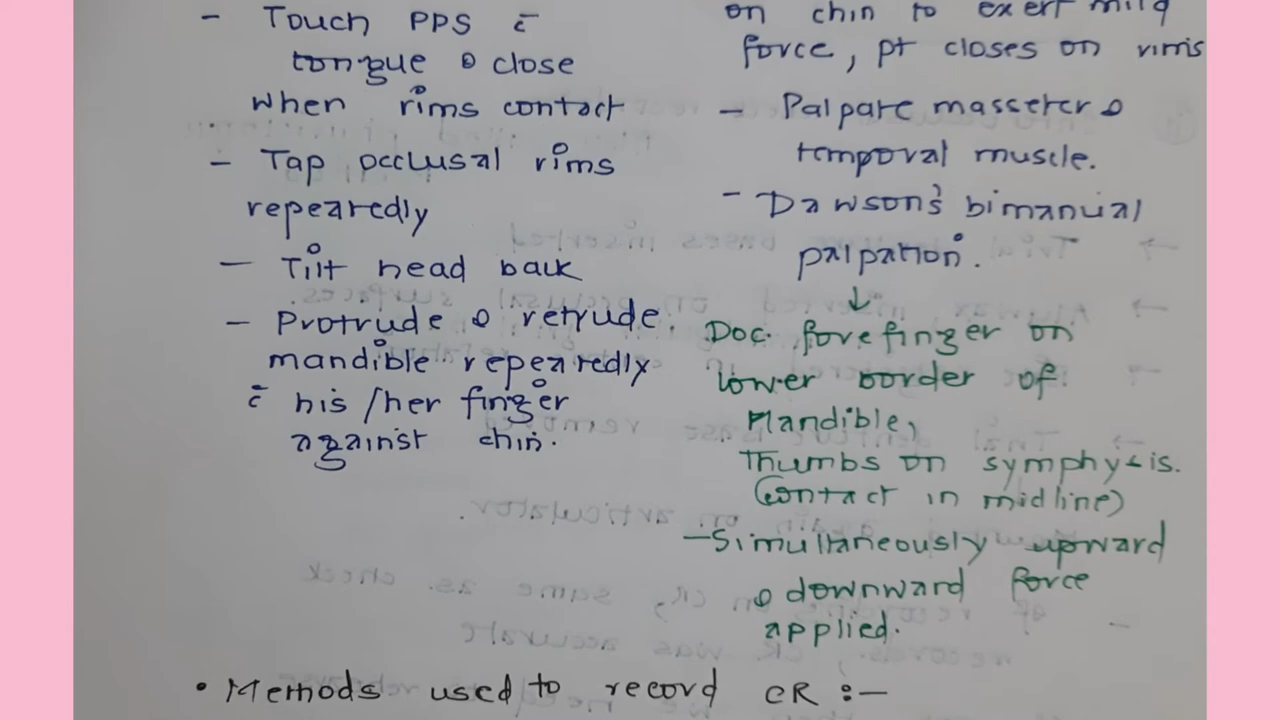 - Touch PPS c̄
tongue & close
when rims contact
- Tap occlusal rims
repeatedly
- Tilt head back
- Protrude & retrude
mandible repeatedly
c̄ his/her finger
against chin.
on chin to exert mild
force, pt closes on rims
- Palpate masseter &
temporal muscle.
- Dawson's bimanual
palpation.
↓
Doc. forefinger on
lower border of
Mandible,
Thumbs on symphysis.
(contact in midline)
- Simultaneously upward
& downward force
applied.
• Methods used to record CR :-